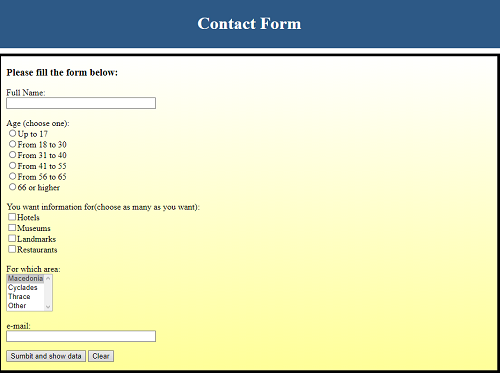 Contact Form
Please fill the form below:
Full Name:
Age (choose one):
Up to 17
From 18 to 30
From 31 to 40
From 41 to 55
From 56 to 65
66 or higher
You want information for(choose as many as you want):
Hotels
Museums
Landmarks
Restaurants
For which area:
Macedonia
Cyclades
Thrace
Other
e-mail:
Sumbit and show data Clear